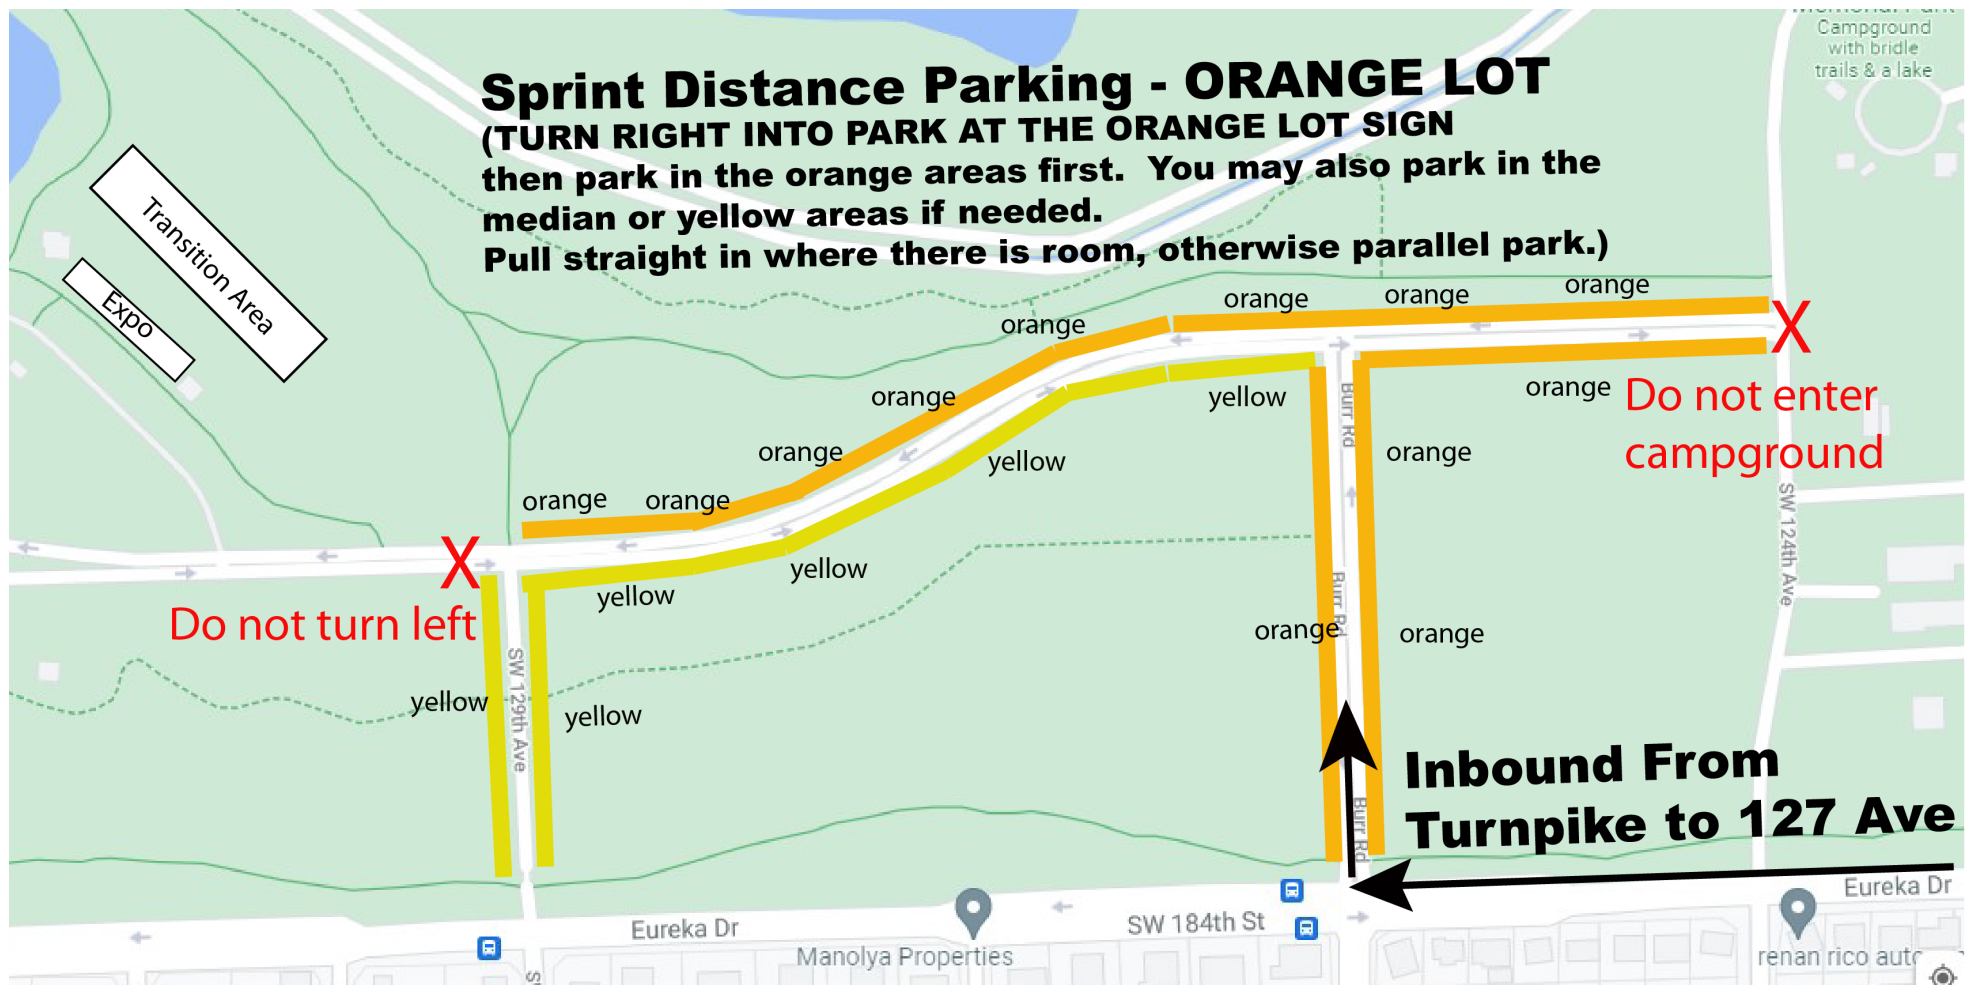 Campground
with bridle
trails & a lake
Sprint Distance Parking - ORANGE LOT
(TURN RIGHT INTO PARK AT THE ORANGE LOT SIGN
then park in the orange areas first.  You may also park in the
median or yellow areas if needed.
Pull straight in where there is room, otherwise parallel park.)
Transition Area
Expo
orange
orange
orange
orange
orange
orange
orange
orange
orange
yellow
yellow
yellow
yellow
yellow
yellow
orange
orange
orange
X
Do not enter
campground
X
Do not turn left
Burr Rd
Burr Rd
Burr Rd
SW 124th Ave
SW 129th Ave
Inbound From
Turnpike to 127 Ave
Eureka Dr
Eureka Dr
SW 184th St
Manolya Properties
renan rico auto